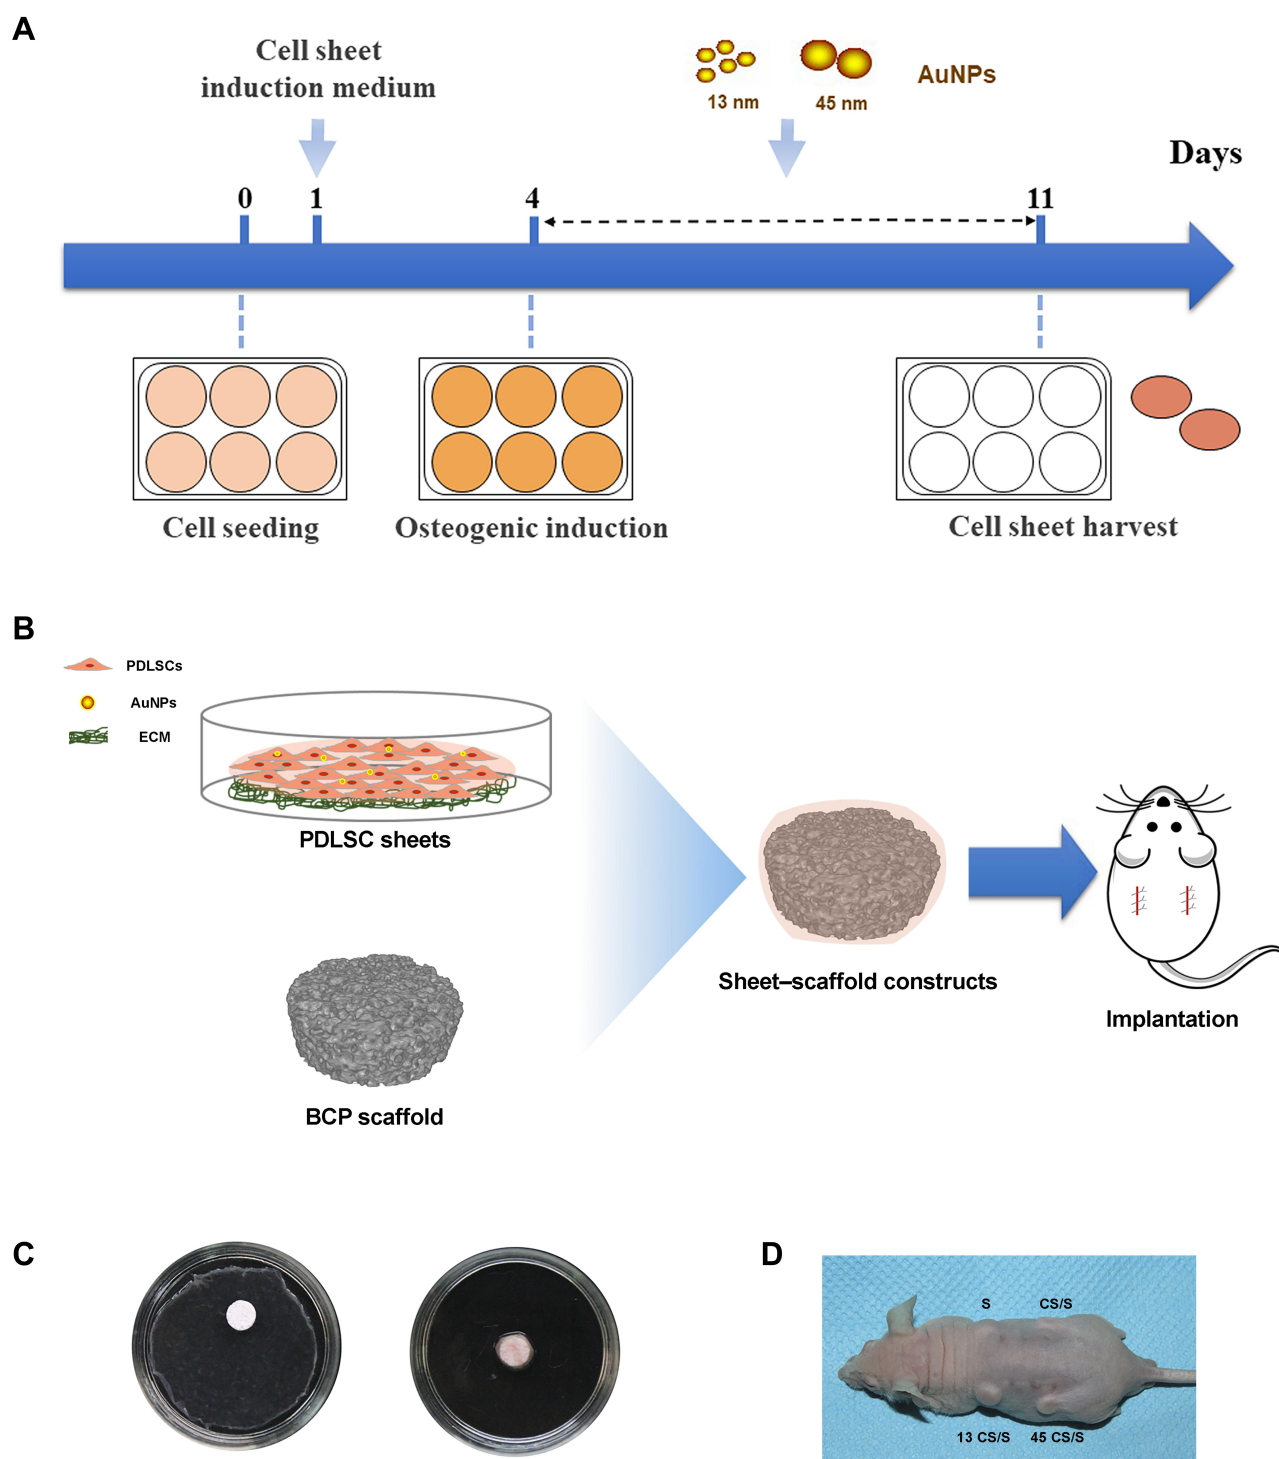 A
Cell sheet
induction medium
13 nm
45 nm
AuNPs
Days
0
1
4
11
Cell seeding
Osteogenic induction
Cell sheet harvest
B
PDLSCs
AuNPs
ECM
PDLSC sheets
BCP scaffold
Sheet–scaffold constructs
Implantation
C
D
S
CS/S
13 CS/S
45 CS/S